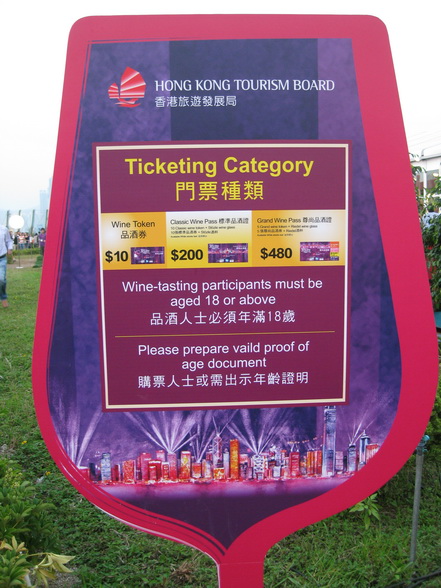 HONG KONG TOURISM BOARD
香港旅遊發展局
Ticketing Category
門票種類
Wine Token
品酒券
$10
Classic Wine Pass 標準品酒證
$200
Grand Wine Pass 尊尚品酒證
$480
Wine-tasting participants must be
aged 18 or above
品酒人士必須年滿18歲
Please prepare vaild proof of
age document
購票人士或需出示年齡證明